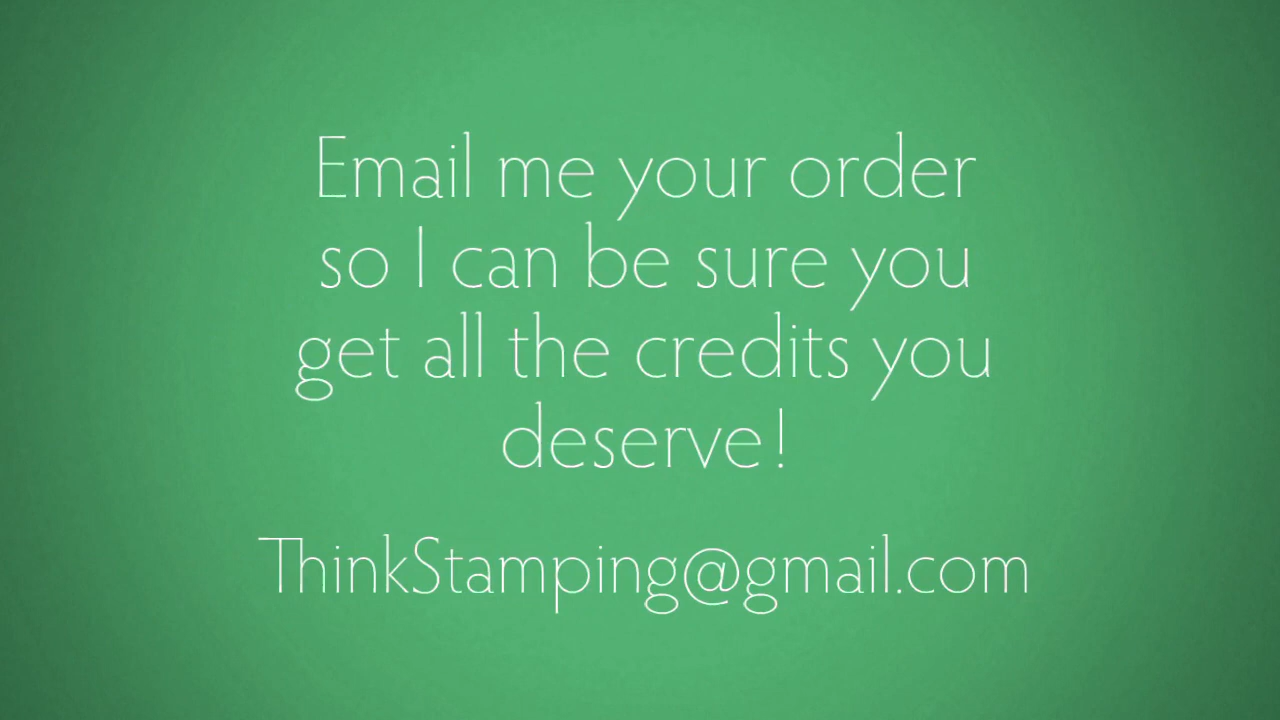 Email me your order
so I can be sure you
get all the credits you
deserve!
ThinkStamping@gmail.com